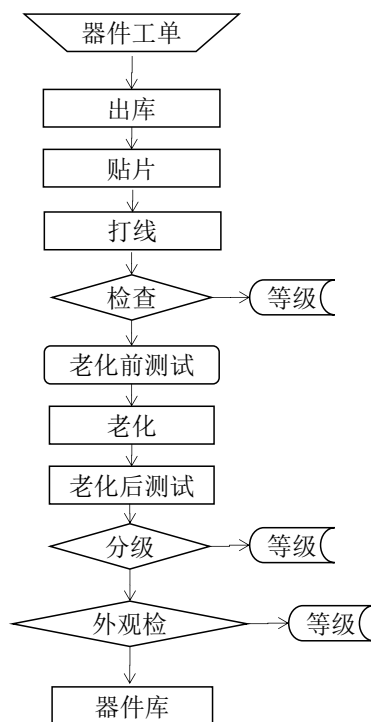 器件工单
出库
贴片
打线
检查
等级
老化前测试
老化
老化后测试
分级
等级
外观检
等级
器件库